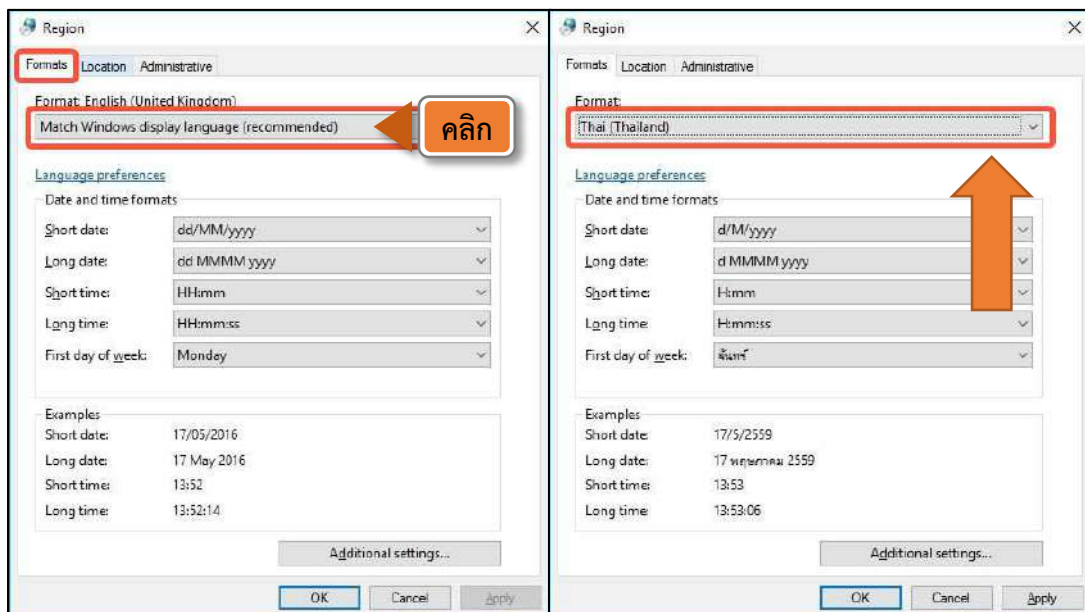 Region
Formats Location Administrative
Format: English (United Kingdom)
Match Windows display language (recommended)
คลิก
Language preferences
Date and time formats
Short date: dd/MM/yyyy
Long date: dd MMMM yyyy
Short time: HH:mm
Long time: HH:mm:ss
First day of week: Monday
Examples
Short date: 17/05/2016
Long date: 17 May 2016
Short time: 13:52
Long time: 13:52:14
Additional settings...
OK Cancel Apply
Region
Formats Location Administrative
Format:
Thai (Thailand)
Language preferences
Date and time formats
Short date: d/M/yyyy
Long date: d MMMM yyyy
Short time: H:mm
Long time: H:mm:ss
First day of week: จันทร์
Examples
Short date: 17/5/2559
Long date: 17 พฤษภาคม 2559
Short time: 13:53
Long time: 13:53:06
Additional settings...
OK Cancel Apply